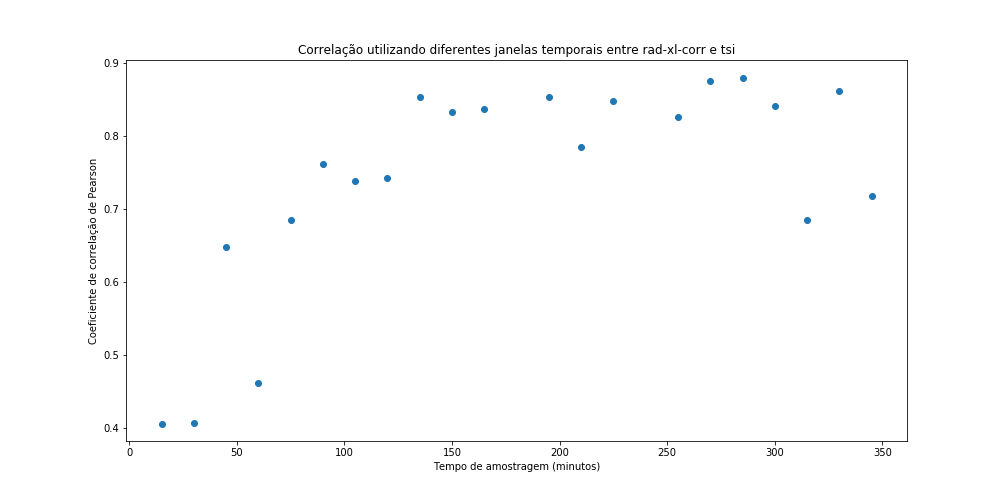 Correlação utilizando diferentes janelas temporais entre rad-xl-corr e tsi
Coeficiente de correlação de Pearson
0.9
0.8
0.7
0.6
0.5
0.4
0 50 100 150 200 250 300 350
Tempo de amostragem (minutos)